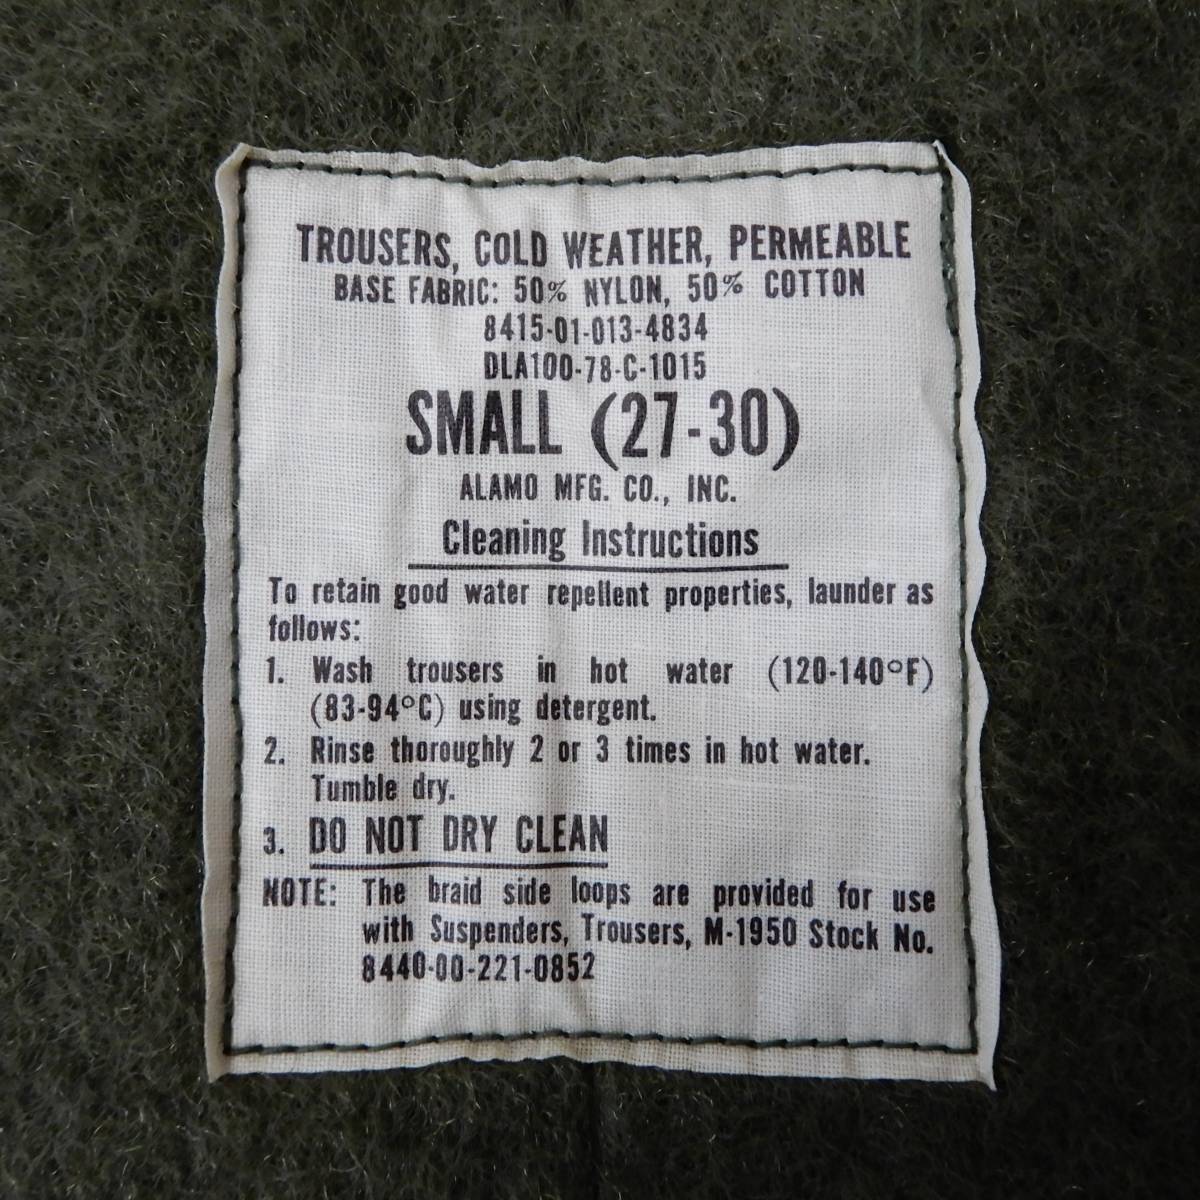 TROUSERS, COLD WEATHER, PERMEABLE
BASE FABRIC: 50% NYLON, 50% COTTON
8415-01-013-4834
DLA100-78-C-1015
SMALL (27-30)
ALAMO MFG. CO., INC.
Cleaning Instructions
To retain good water repellent properties, launder as
follows:
1. Wash trousers in hot water (120-140°F)
(83-94°C) using detergent.
2. Rinse thoroughly 2 or 3 times in hot water.
Tumble dry.
3. DO NOT DRY CLEAN
NOTE: The braid side loops are provided for use
with Suspenders, Trousers, M-1950 Stock No.
8440-00-221-0852